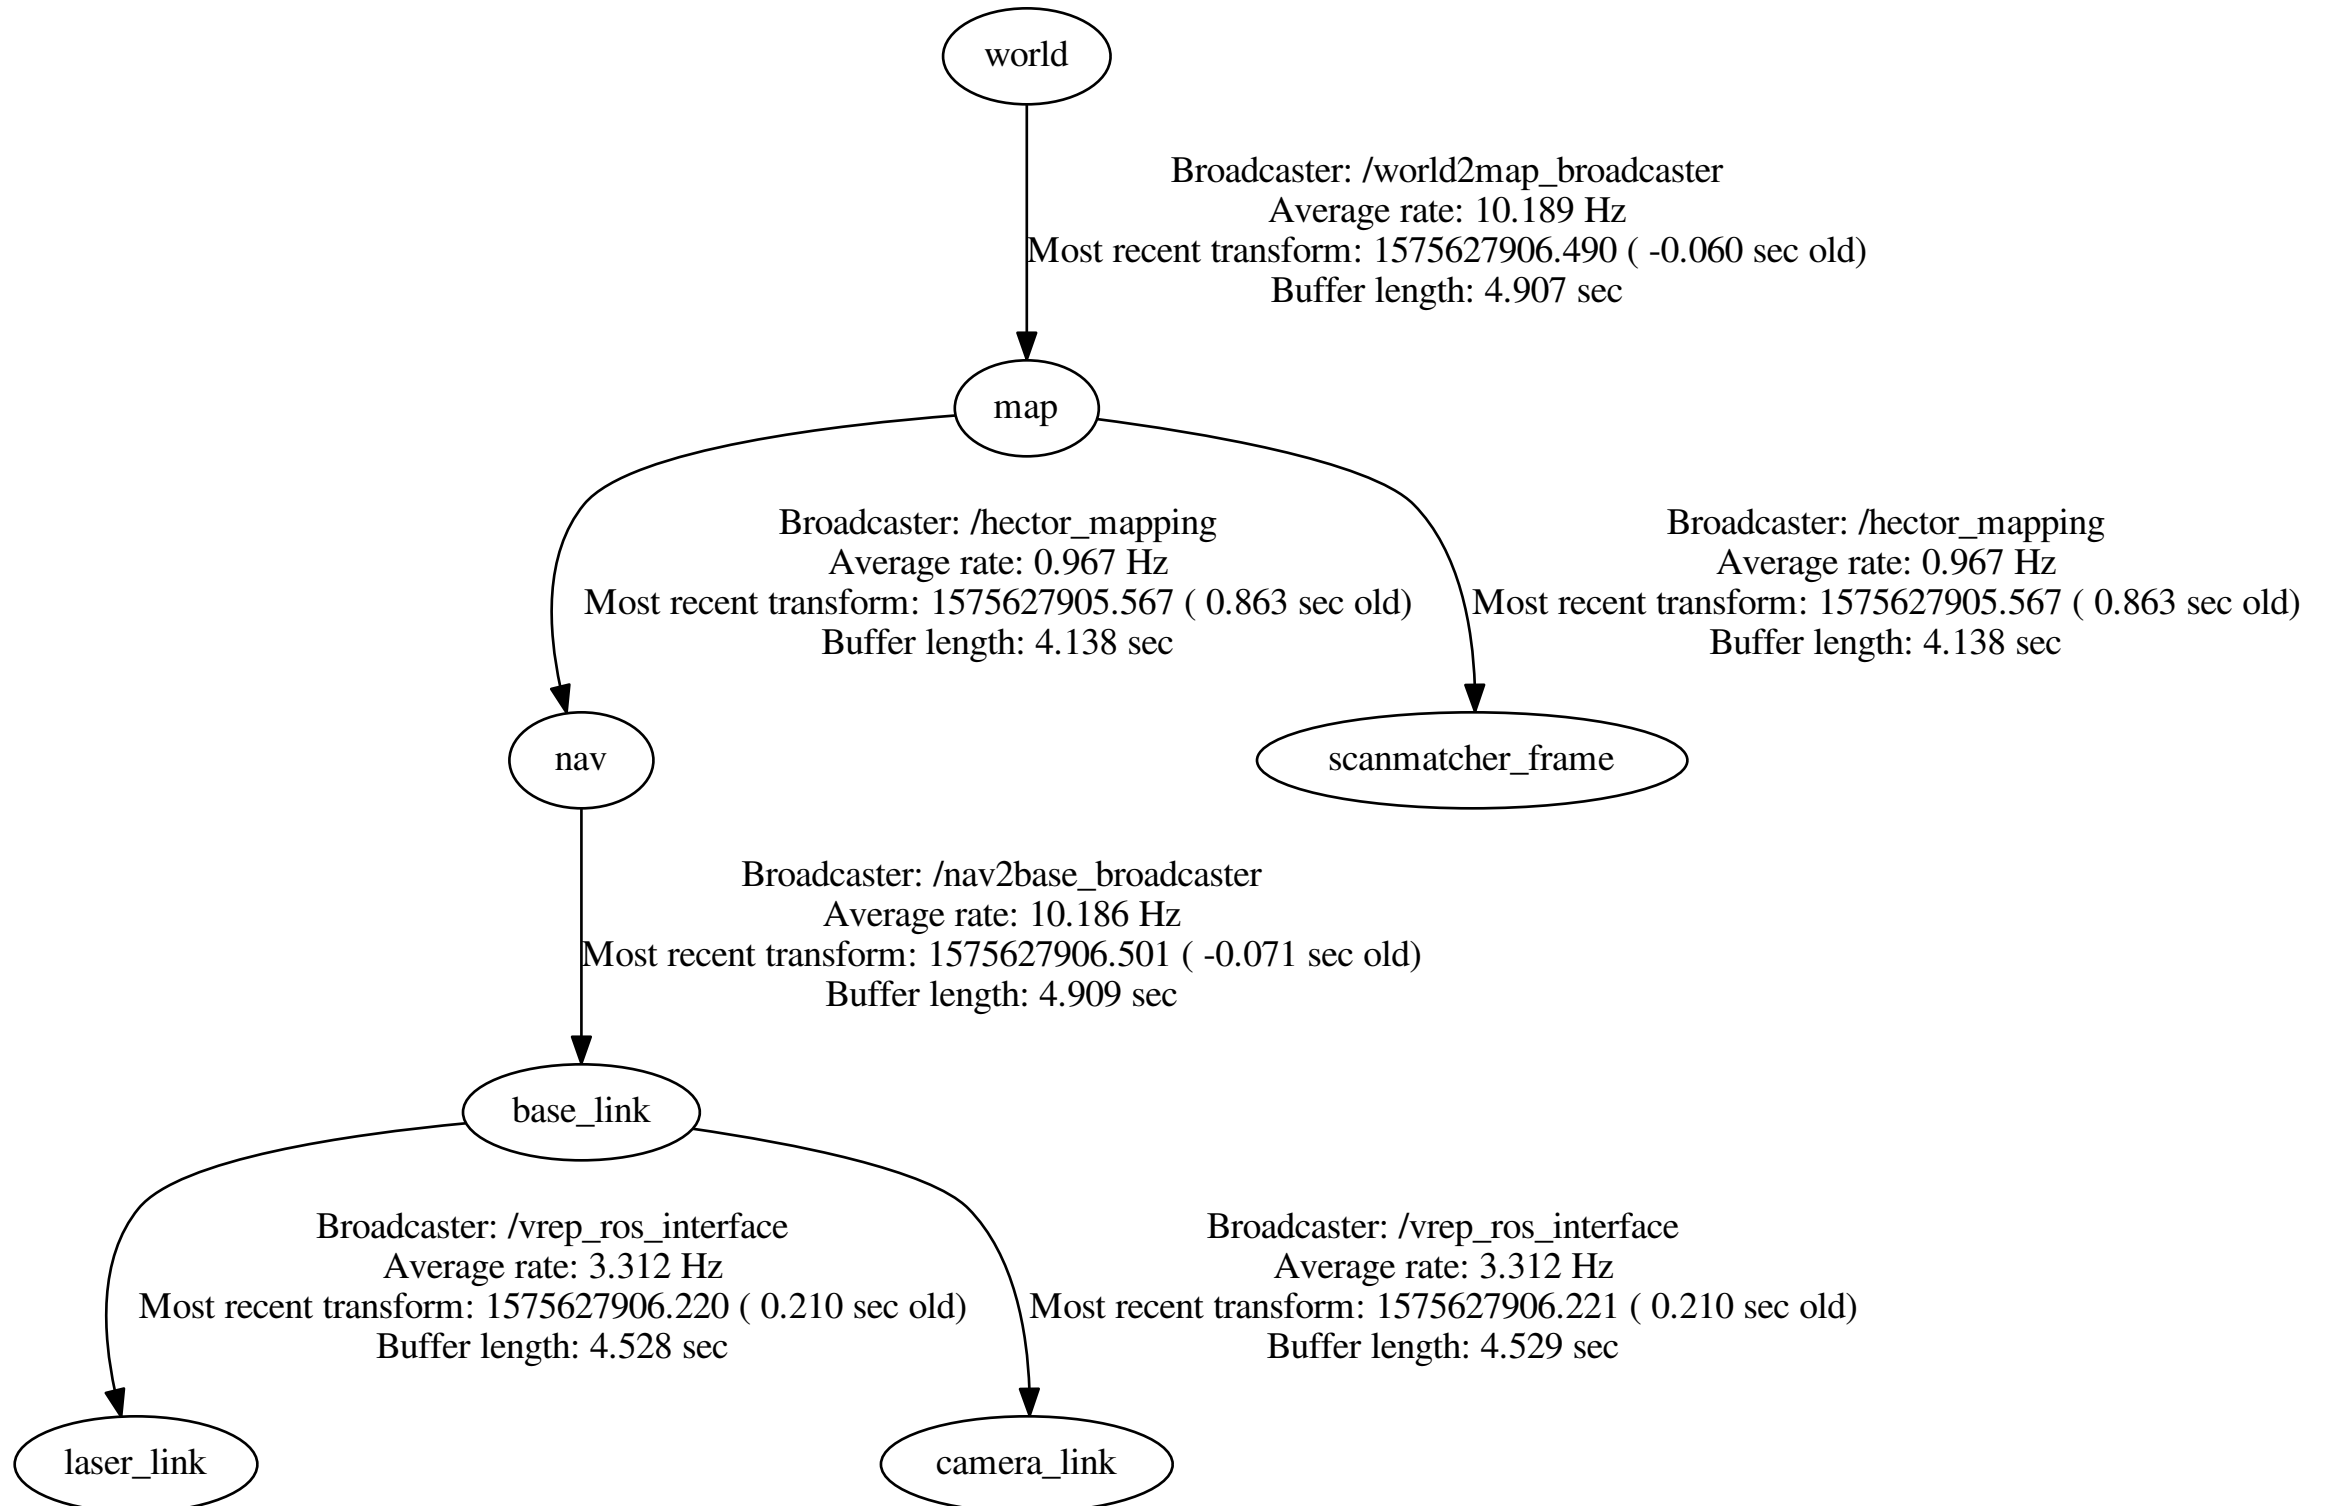 world
Broadcaster: /world2map_broadcaster
Average rate: 10.189 Hz
Most recent transform: 1575627906.490 ( -0.060 sec old)
Buffer length: 4.907 sec
map
Broadcaster: /hector_mapping
Average rate: 0.967 Hz
Most recent transform: 1575627905.567 ( 0.863 sec old)
Buffer length: 4.138 sec
Broadcaster: /hector_mapping
Average rate: 0.967 Hz
Most recent transform: 1575627905.567 ( 0.863 sec old)
Buffer length: 4.138 sec
nav
scanmatcher_frame
Broadcaster: /nav2base_broadcaster
Average rate: 10.186 Hz
Most recent transform: 1575627906.501 ( -0.071 sec old)
Buffer length: 4.909 sec
base_link
Broadcaster: /vrep_ros_interface
Average rate: 3.312 Hz
Most recent transform: 1575627906.220 ( 0.210 sec old)
Buffer length: 4.528 sec
Broadcaster: /vrep_ros_interface
Average rate: 3.312 Hz
Most recent transform: 1575627906.221 ( 0.210 sec old)
Buffer length: 4.529 sec
laser_link
camera_link